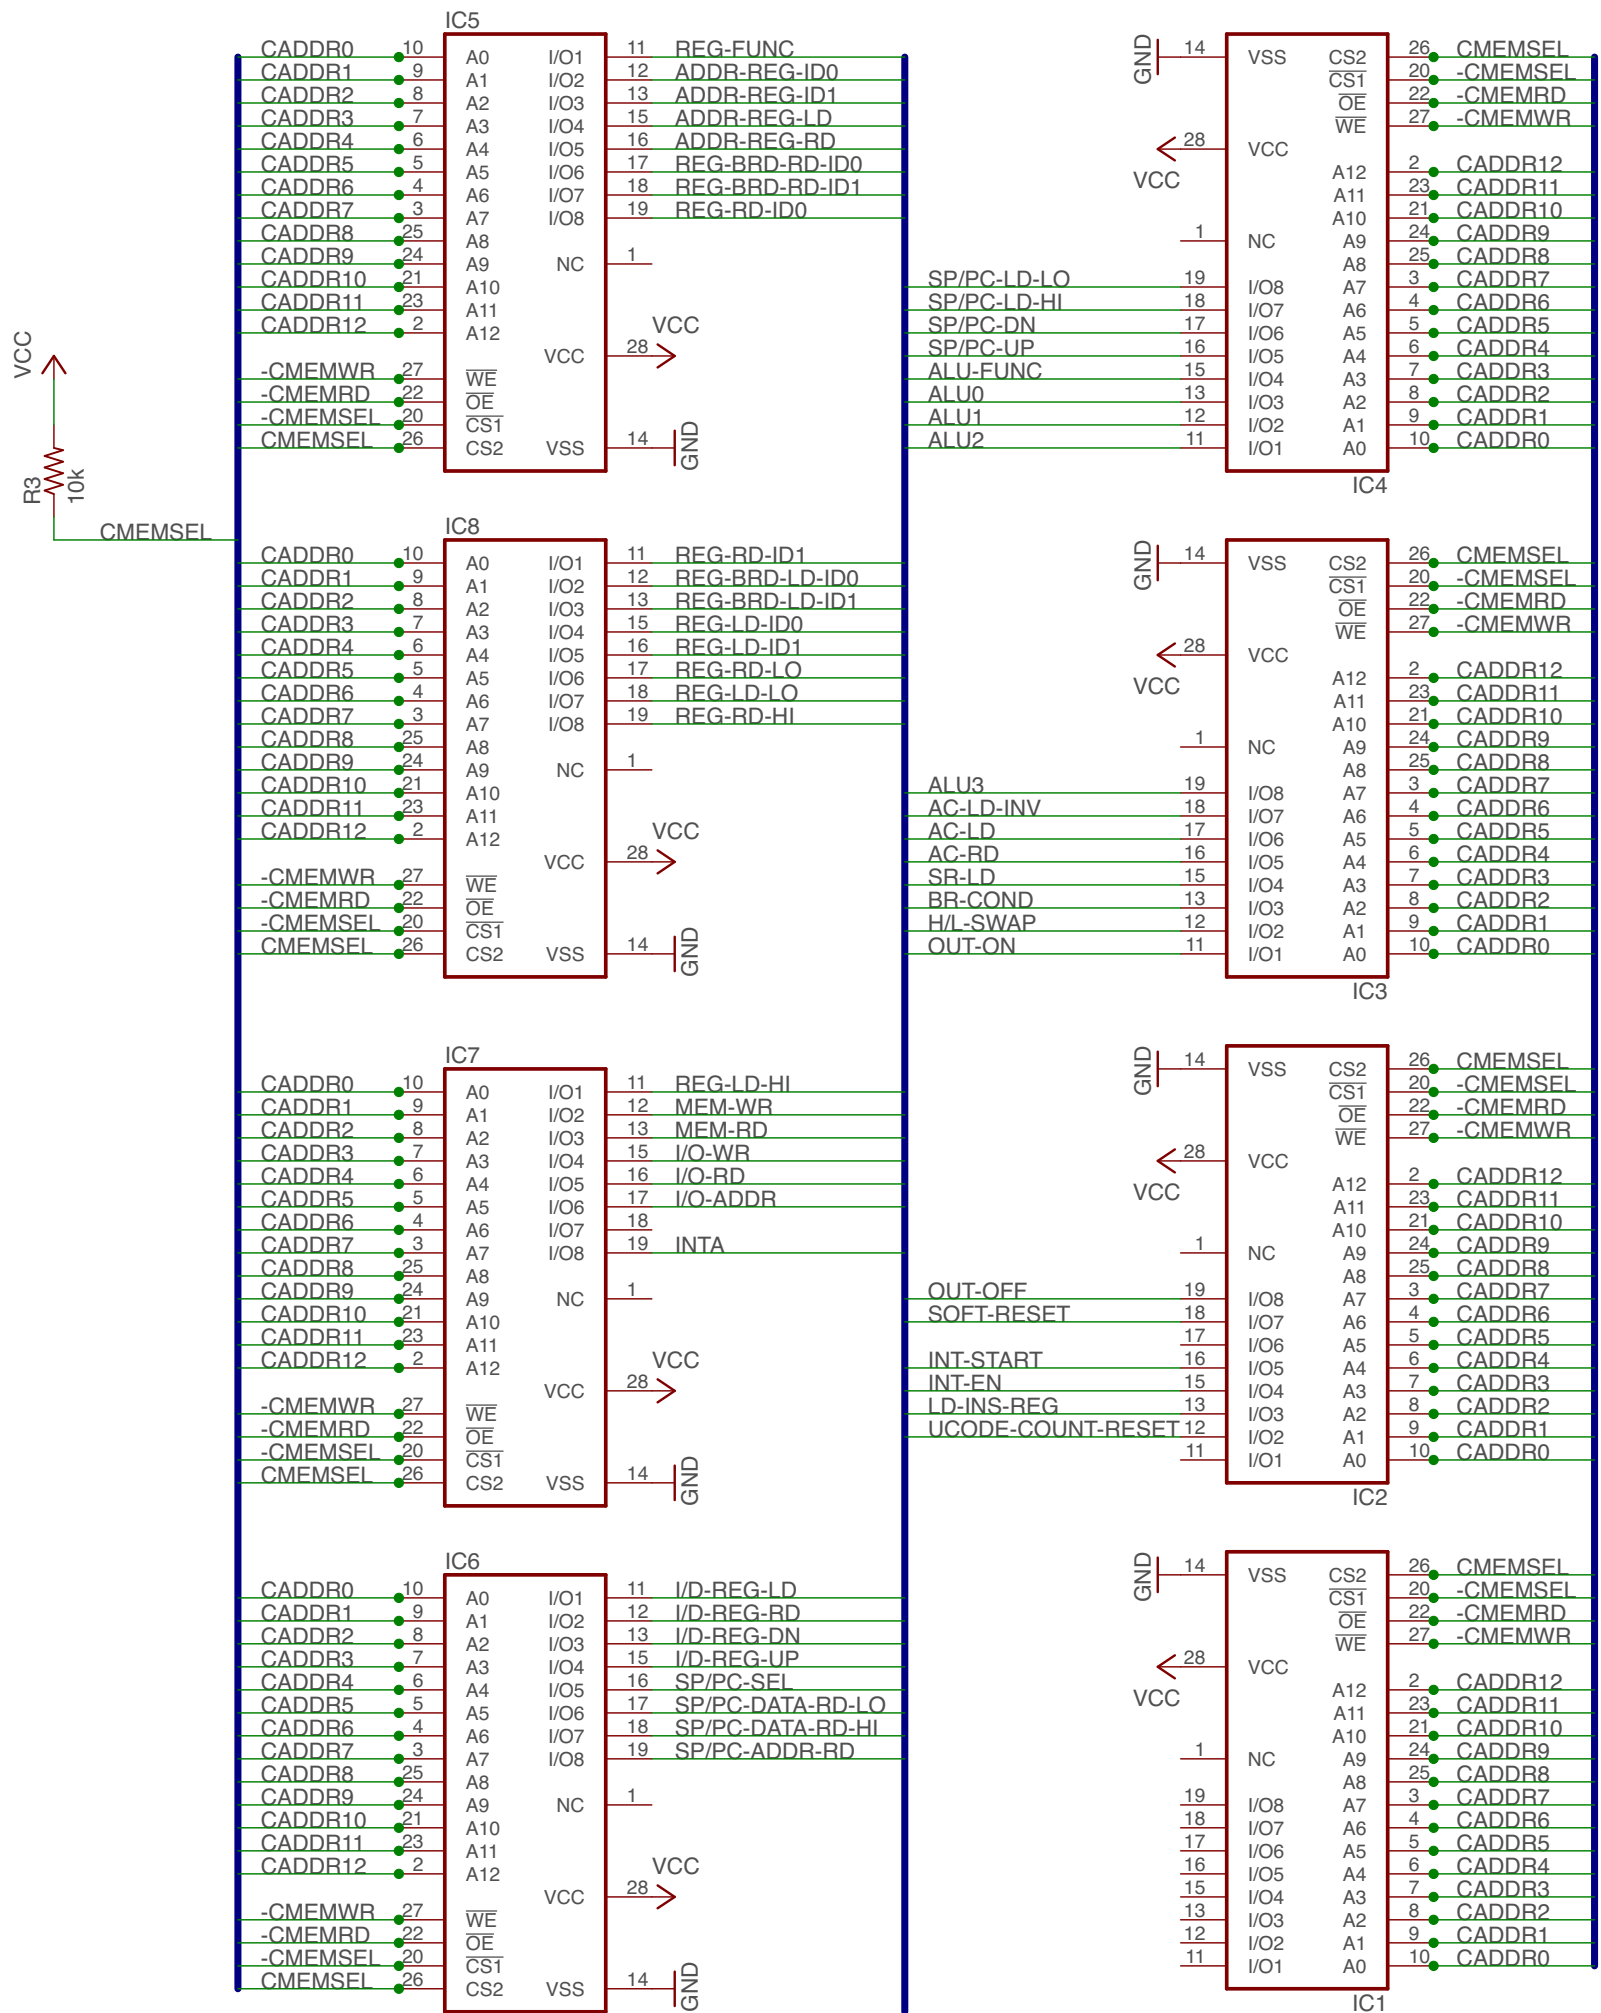 IC5
CADDR0 10 A0 I/O1 11 REG-FUNC
CADDR1 9 A1 I/O2 12 ADDR-REG-ID0
CADDR2 8 A2 I/O3 13 ADDR-REG-ID1
CADDR3 7 A3 I/O4 15 ADDR-REG-LD
CADDR4 6 A4 I/O5 16 ADDR-REG-RD
CADDR5 5 A5 I/O6 17 REG-BRD-RD-ID0
CADDR6 4 A6 I/O7 18 REG-BRD-RD-ID1
CADDR7 3 A7 I/O8 19 REG-RD-ID0
CADDR8 25 A8
CADDR9 24 A9 NC 1
CADDR10 21 A10
CADDR11 23 A11
CADDR12 2 A12
VCC 28 VCC
-CMEMWR 27 WE
-CMEMRD 22 OE
-CMEMSEL 20 CS1
CMEMSEL 26 CS2 VSS 14 GND
VCC
R3
10k
CMEMSEL
IC8
CADDR0 10 A0 I/O1 11 REG-RD-ID1
CADDR1 9 A1 I/O2 12 REG-BRD-LD-ID0
CADDR2 8 A2 I/O3 13 REG-BRD-LD-ID1
CADDR3 7 A3 I/O4 15 REG-LD-ID0
CADDR4 6 A4 I/O5 16 REG-LD-ID1
CADDR5 5 A5 I/O6 17 REG-RD-LO
CADDR6 4 A6 I/O7 18 REG-LD-LO
CADDR7 3 A7 I/O8 19 REG-RD-HI
CADDR8 25 A8
CADDR9 24 A9 NC 1
CADDR10 21 A10
CADDR11 23 A11
CADDR12 2 A12
VCC 28 VCC
-CMEMWR 27 WE
-CMEMRD 22 OE
-CMEMSEL 20 CS1
CMEMSEL 26 CS2 VSS 14 GND
IC7
CADDR0 10 A0 I/O1 11 REG-LD-HI
CADDR1 9 A1 I/O2 12 MEM-WR
CADDR2 8 A2 I/O3 13 MEM-RD
CADDR3 7 A3 I/O4 15 I/O-WR
CADDR4 6 A4 I/O5 16 I/O-RD
CADDR5 5 A5 I/O6 17 I/O-ADDR
CADDR6 4 A6 I/O7 18
CADDR7 3 A7 I/O8 19 INTA
CADDR8 25 A8
CADDR9 24 A9 NC 1
CADDR10 21 A10
CADDR11 23 A11
CADDR12 2 A12
VCC 28 VCC
-CMEMWR 27 WE
-CMEMRD 22 OE
-CMEMSEL 20 CS1
CMEMSEL 26 CS2 VSS 14 GND
IC6
CADDR0 10 A0 I/O1 11 I/D-REG-LD
CADDR1 9 A1 I/O2 12 I/D-REG-RD
CADDR2 8 A2 I/O3 13 I/D-REG-DN
CADDR3 7 A3 I/O4 15 I/D-REG-UP
CADDR4 6 A4 I/O5 16 SP/PC-SEL
CADDR5 5 A5 I/O6 17 SP/PC-DATA-RD-LO
CADDR6 4 A6 I/O7 18 SP/PC-DATA-RD-HI
CADDR7 3 A7 I/O8 19 SP/PC-ADDR-RD
CADDR8 25 A8
CADDR9 24 A9 NC 1
CADDR10 21 A10
CADDR11 23 A11
CADDR12 2 A12
VCC 28 VCC
-CMEMWR 27 WE
-CMEMRD 22 OE
-CMEMSEL 20 CS1
CMEMSEL 26 CS2 VSS 14 GND
GND 14 VSS CS2 26 CMEMSEL
CS1 20 -CMEMSEL
OE 22 -CMEMRD
WE 27 -CMEMWR
VCC 28 VCC
A12 2 CADDR12
A11 23 CADDR11
A10 21 CADDR10
1 NC A9 24 CADDR9
A8 25 CADDR8
SP/PC-LD-LO 19 I/O8 A7 3 CADDR7
SP/PC-LD-HI 18 I/O7 A6 4 CADDR6
SP/PC-DN 17 I/O6 A5 5 CADDR5
SP/PC-UP 16 I/O5 A4 6 CADDR4
ALU-FUNC 15 I/O4 A3 7 CADDR3
ALU0 13 I/O3 A2 8 CADDR2
ALU1 12 I/O2 A1 9 CADDR1
ALU2 11 I/O1 A0 10 CADDR0
IC4
GND 14 VSS CS2 26 CMEMSEL
CS1 20 -CMEMSEL
OE 22 -CMEMRD
WE 27 -CMEMWR
VCC 28 VCC
A12 2 CADDR12
A11 23 CADDR11
A10 21 CADDR10
1 NC A9 24 CADDR9
A8 25 CADDR8
ALU3 19 I/O8 A7 3 CADDR7
AC-LD-INV 18 I/O7 A6 4 CADDR6
AC-LD 17 I/O6 A5 5 CADDR5
AC-RD 16 I/O5 A4 6 CADDR4
SR-LD 15 I/O4 A3 7 CADDR3
BR-COND 13 I/O3 A2 8 CADDR2
H/L-SWAP 12 I/O2 A1 9 CADDR1
OUT-ON 11 I/O1 A0 10 CADDR0
IC3
GND 14 VSS CS2 26 CMEMSEL
CS1 20 -CMEMSEL
OE 22 -CMEMRD
WE 27 -CMEMWR
VCC 28 VCC
A12 2 CADDR12
A11 23 CADDR11
A10 21 CADDR10
1 NC A9 24 CADDR9
A8 25 CADDR8
OUT-OFF 19 I/O8 A7 3 CADDR7
SOFT-RESET 18 I/O7 A6 4 CADDR6
17 I/O6 A5 5 CADDR5
INT-START 16 I/O5 A4 6 CADDR4
INT-EN 15 I/O4 A3 7 CADDR3
LD-INS-REG 13 I/O3 A2 8 CADDR2
UCODE-COUNT-RESET 12 I/O2 A1 9 CADDR1
11 I/O1 A0 10 CADDR0
IC2
GND 14 VSS CS2 26 CMEMSEL
CS1 20 -CMEMSEL
OE 22 -CMEMRD
WE 27 -CMEMWR
VCC 28 VCC
A12 2 CADDR12
A11 23 CADDR11
A10 21 CADDR10
1 NC A9 24 CADDR9
A8 25 CADDR8
19 I/O8 A7 3 CADDR7
18 I/O7 A6 4 CADDR6
17 I/O6 A5 5 CADDR5
16 I/O5 A4 6 CADDR4
15 I/O4 A3 7 CADDR3
13 I/O3 A2 8 CADDR2
12 I/O2 A1 9 CADDR1
11 I/O1 A0 10 CADDR0
IC1